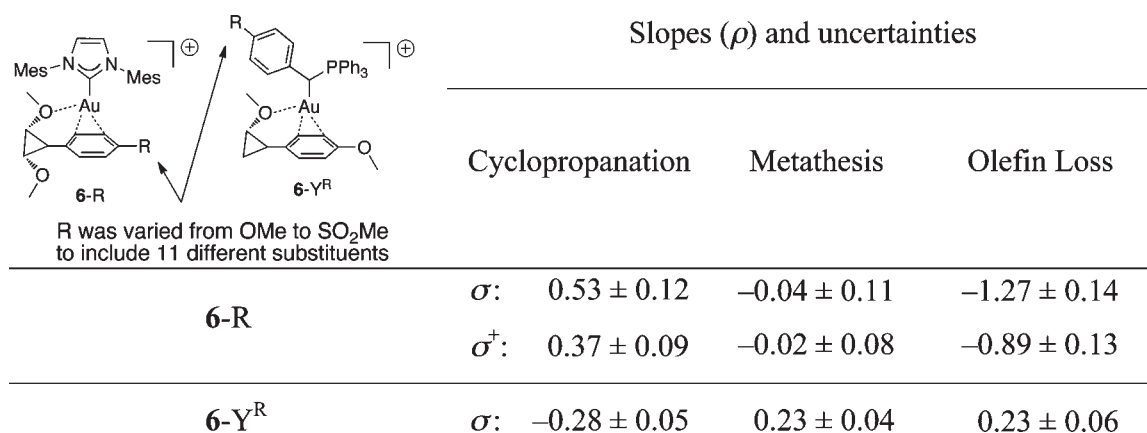 R
⊕
Mes
N
N
Mes
Au
O
R
O
6-R
⊕
PPh3
Au
O
O
6-Y^R
R was varied from OMe to SO2Me
to include 11 different substituents
Slopes (ρ) and uncertainties
Cyclopropanation Metathesis Olefin Loss
6-R
σ: 0.53 ± 0.12 –0.04 ± 0.11 –1.27 ± 0.14
σ⁺: 0.37 ± 0.09 –0.02 ± 0.08 –0.89 ± 0.13
6-Y^R σ: –0.28 ± 0.05 0.23 ± 0.04 0.23 ± 0.06